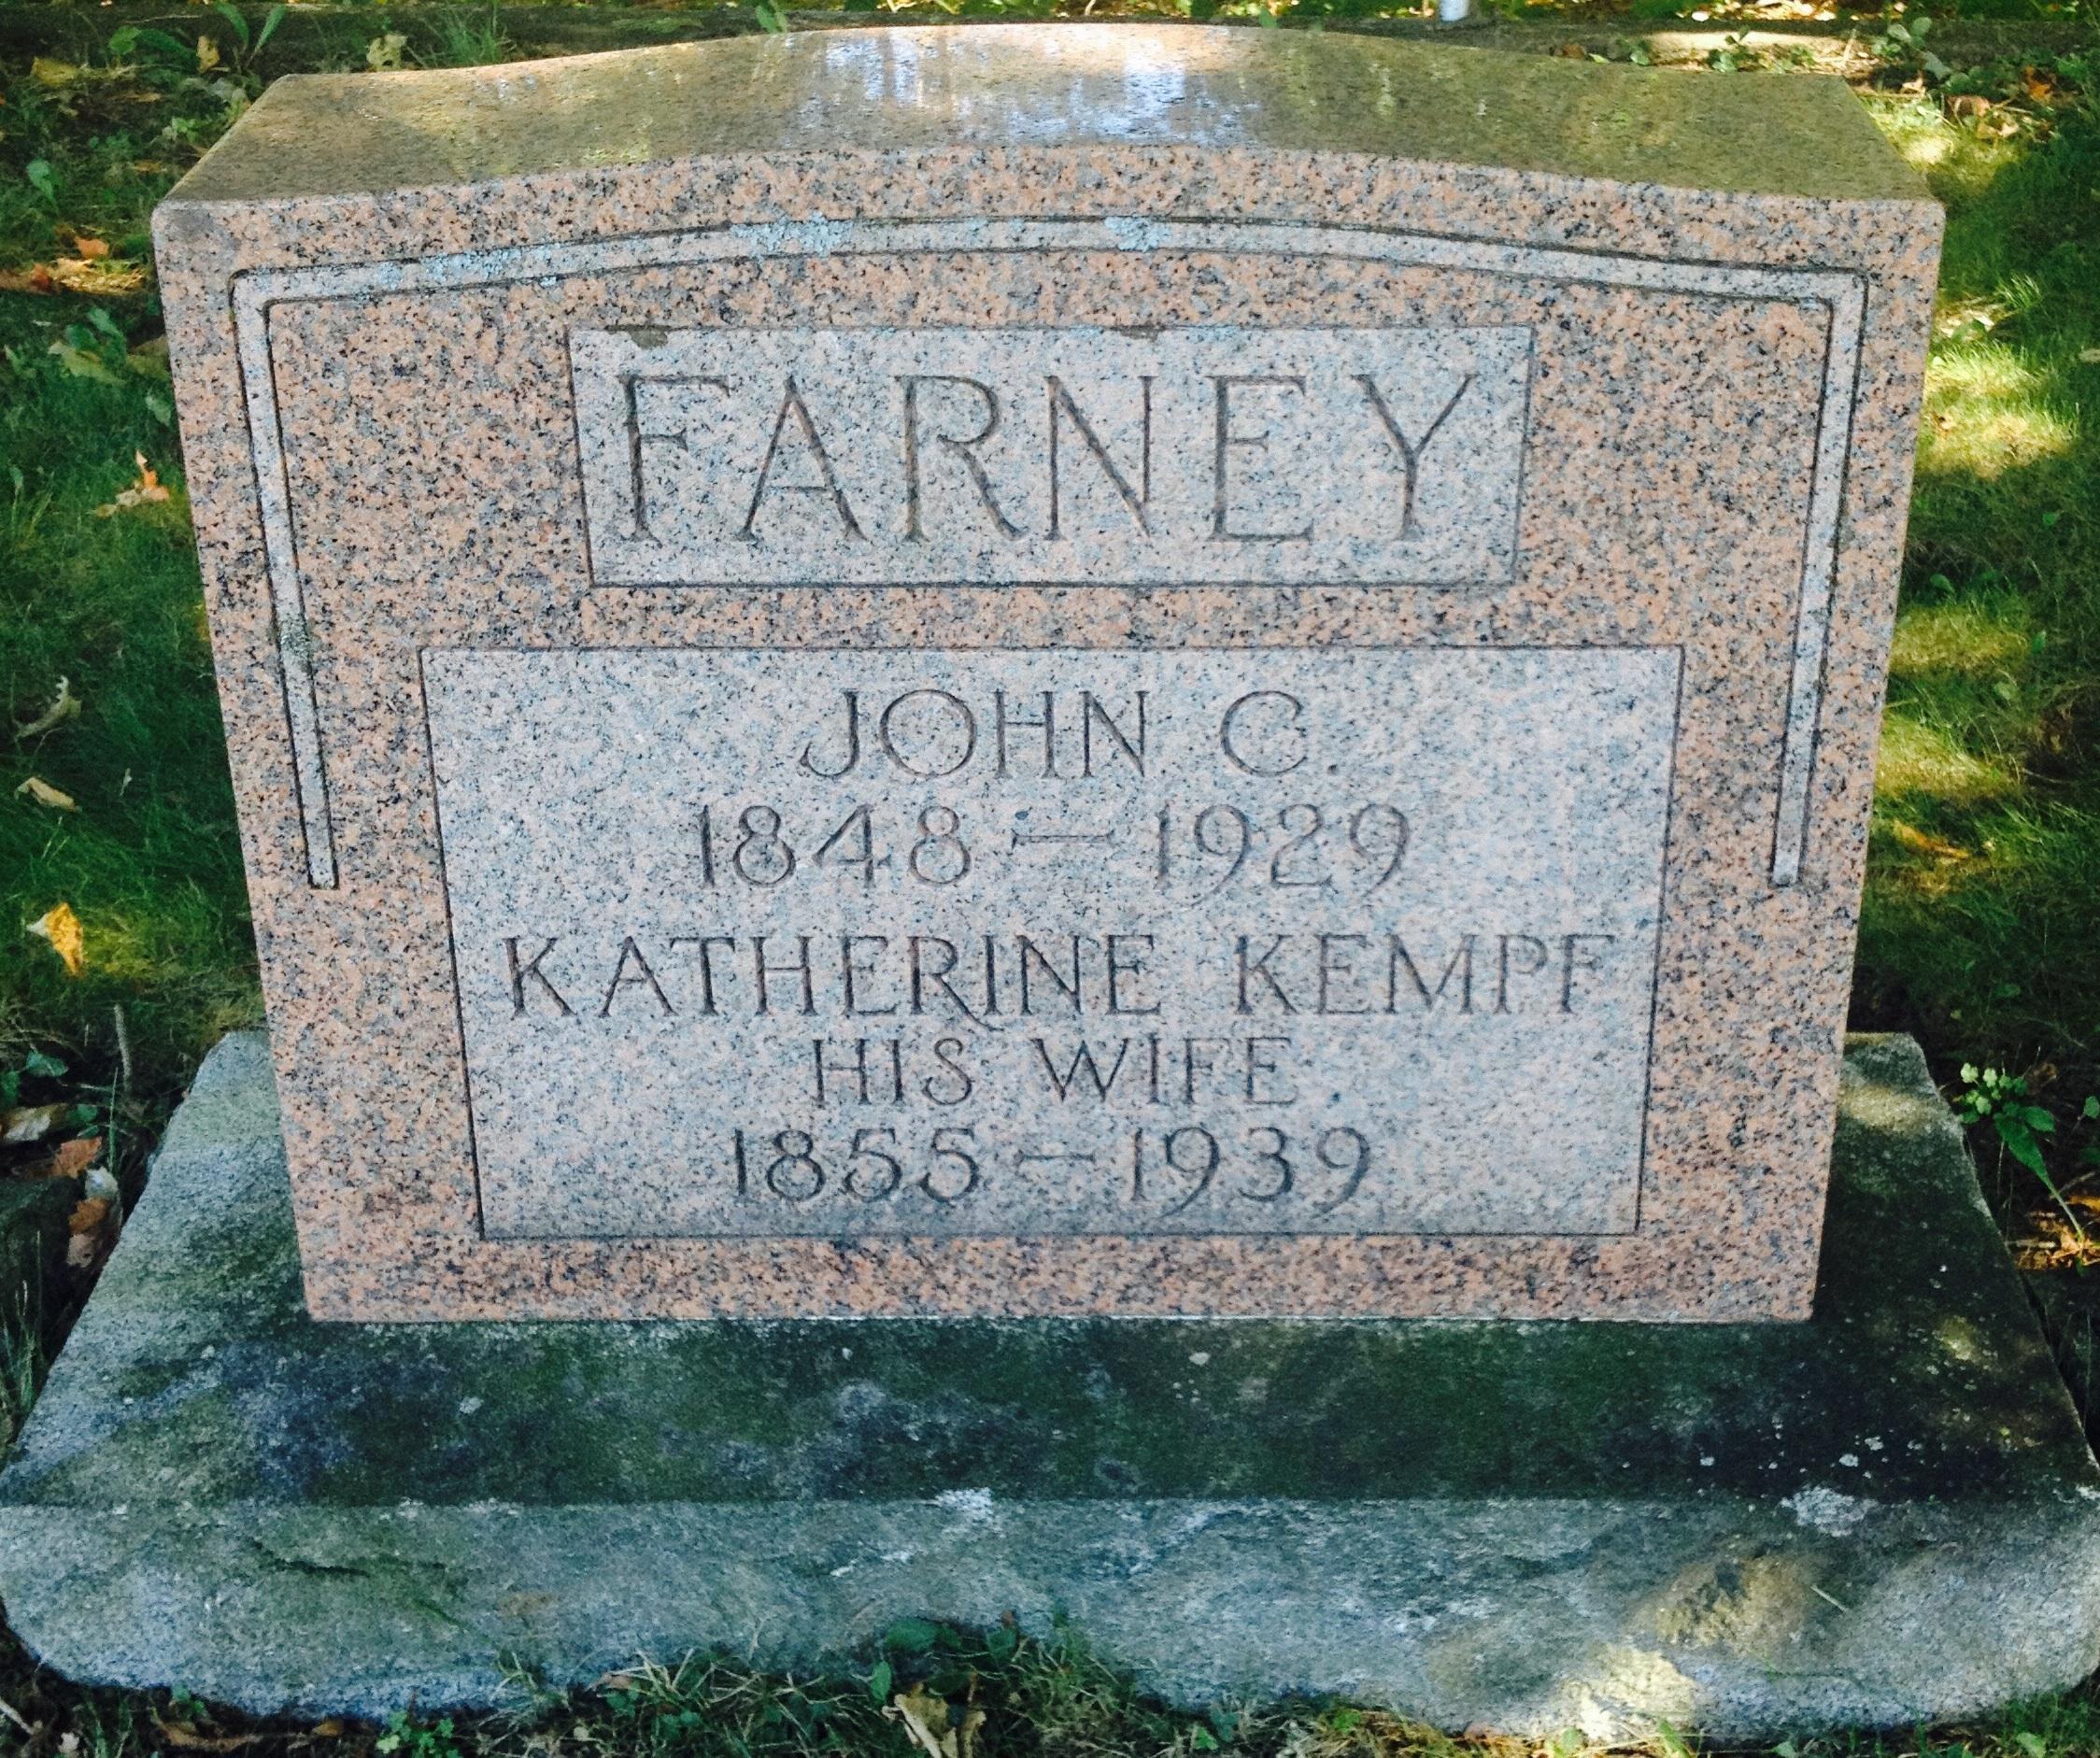 FARNEY
JOHN C.
1848 — 1929
KATHERINE KEMPF
HIS WIFE
1855 — 1939